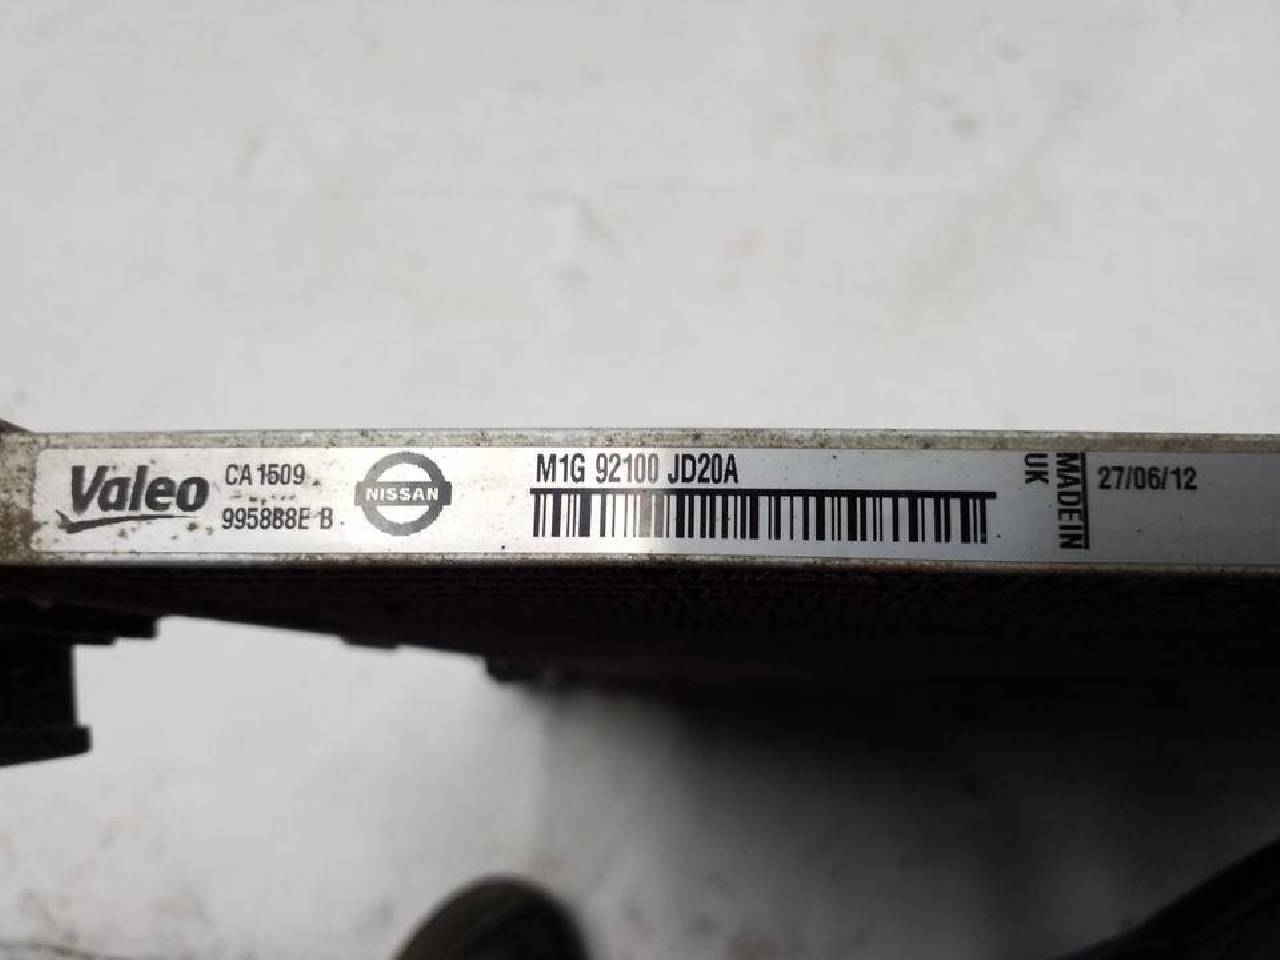 Valeo
CA 1509
995888E B
NISSAN
M1G 92100 JD20A
MADE IN
UK
27/06/12